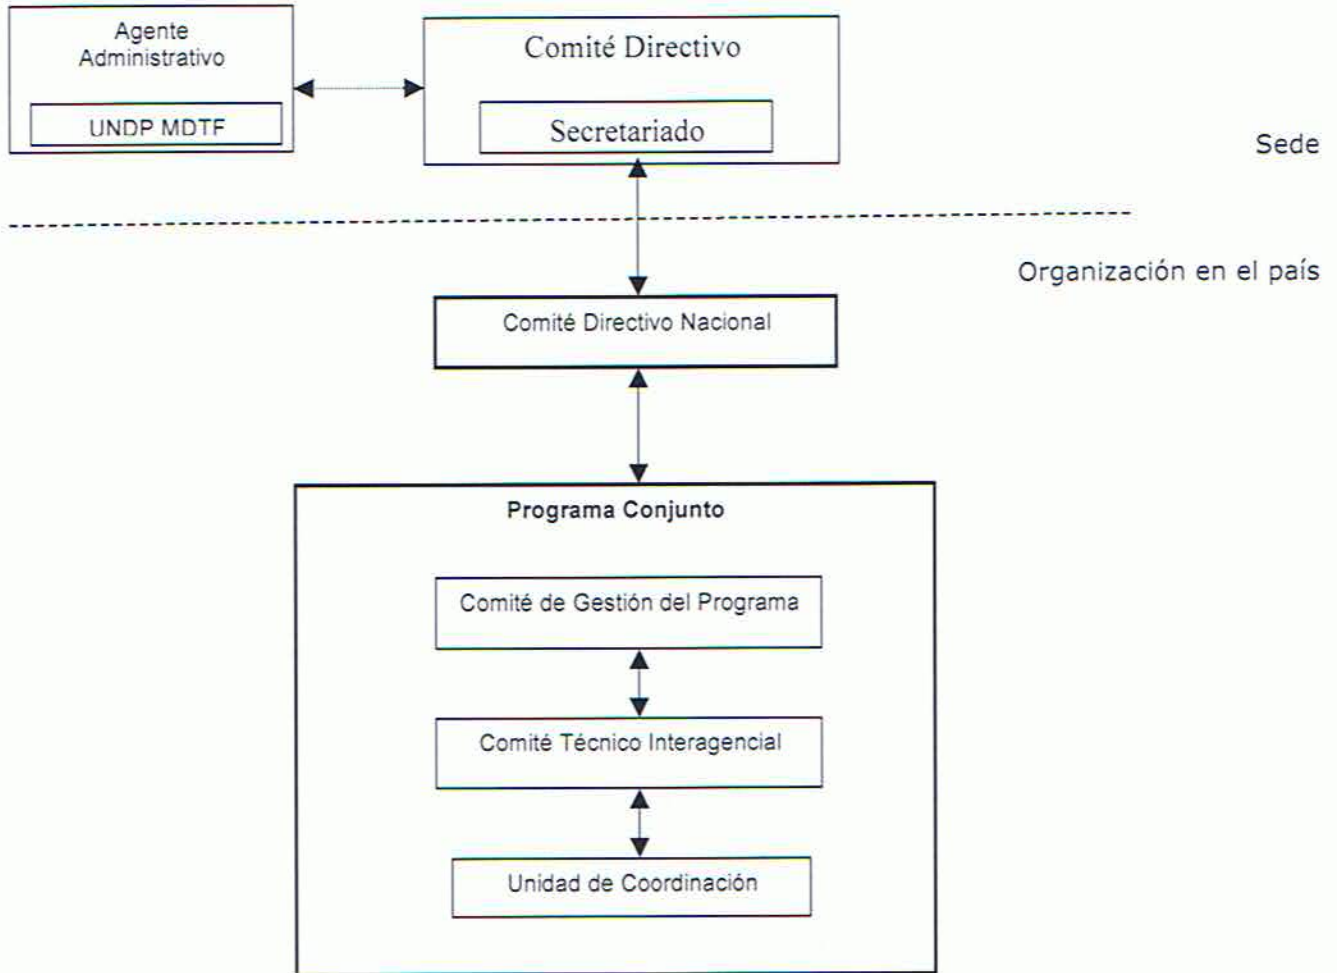 Agente
Administrativo
UNDP MDTF
Comité Directivo
Secretariado
Sede
Organización en el país
Comité Directivo Nacional
Programa Conjunto
Comité de Gestión del Programa
Comité Técnico Interagencial
Unidad de Coordinación